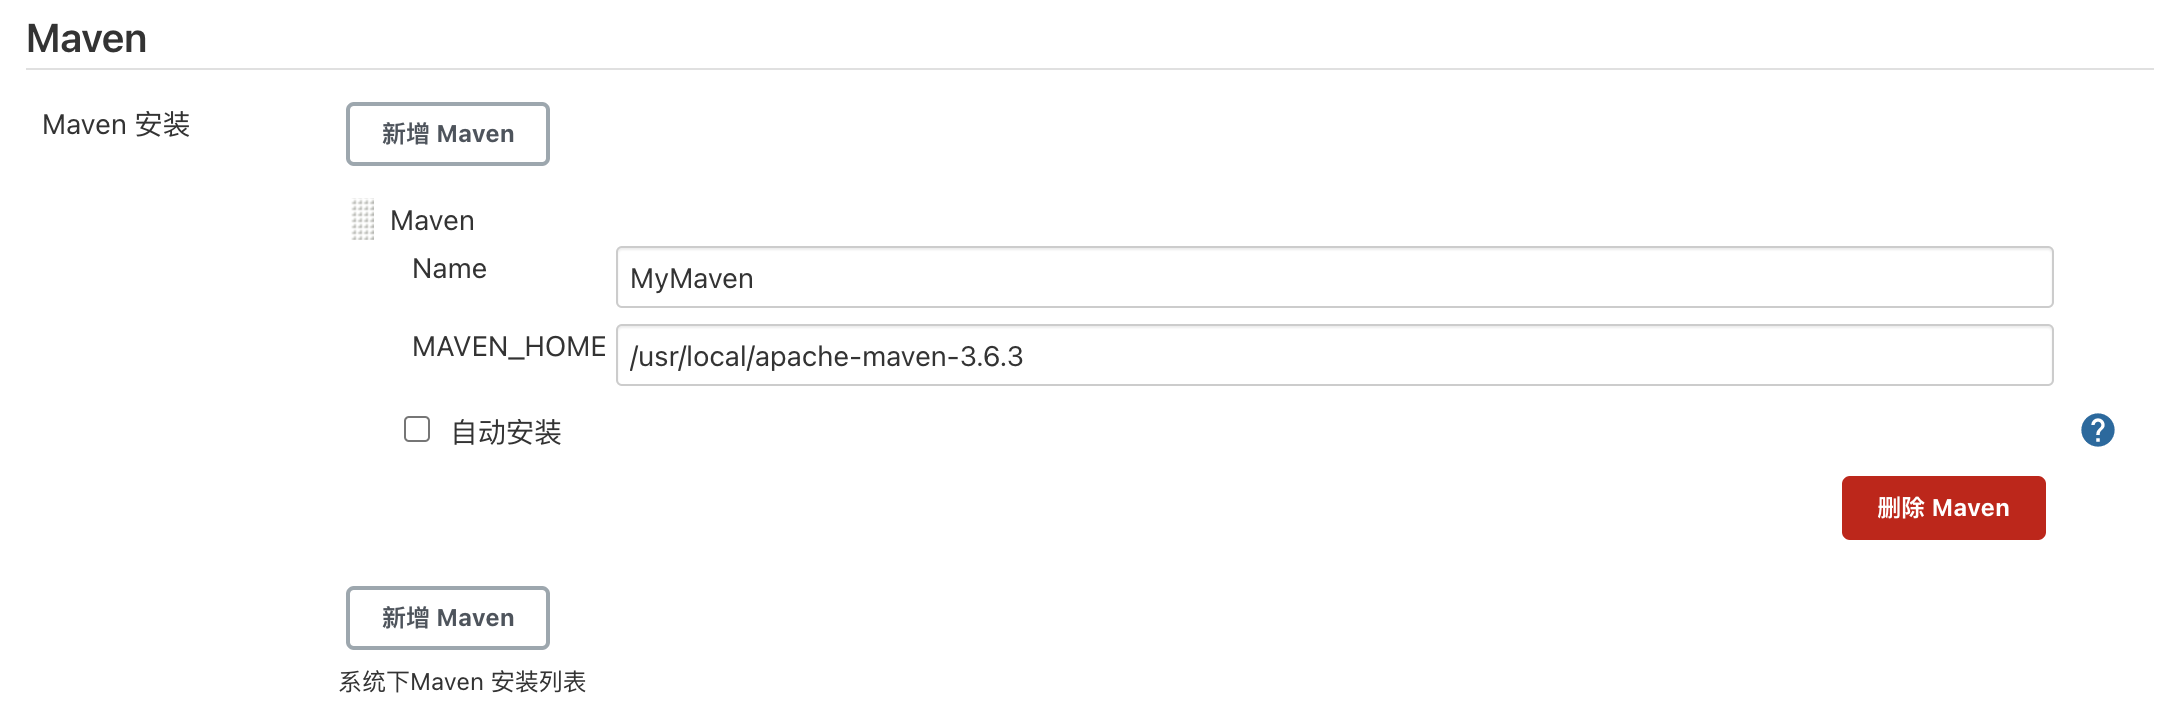 Maven
Maven 安装
新增 Maven
Maven
Name
MyMaven
MAVEN_HOME
/usr/local/apache-maven-3.6.3
自动安装
?
删除 Maven
新增 Maven
系统下Maven 安装列表